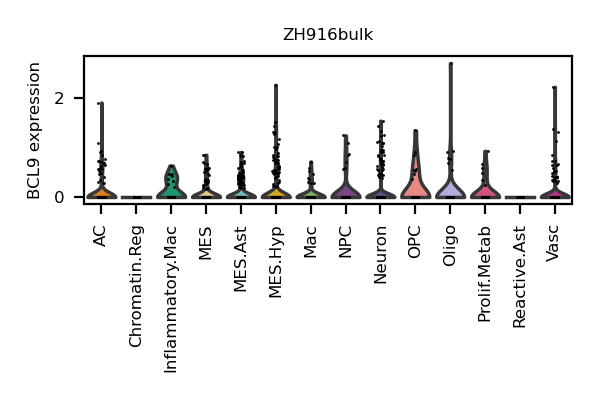 ZH916bulk
BCL9 expression
2
0
AC
Chromatin.Reg
Inflammatory.Mac
MES
MES.Ast
MES.Hyp
Mac
NPC
Neuron
OPC
Oligo
Prolif.Metab
Reactive.Ast
Vasc